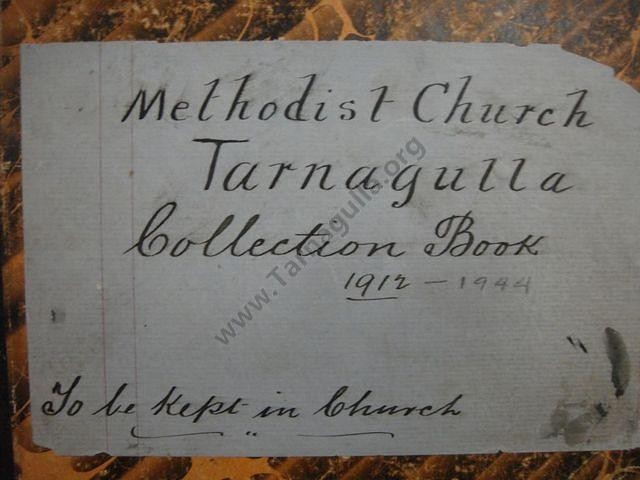 Methodist Church
Tarnagulla
Collection Book
1912 - 1944
To be kept in Church
www.Tarnagulla.org